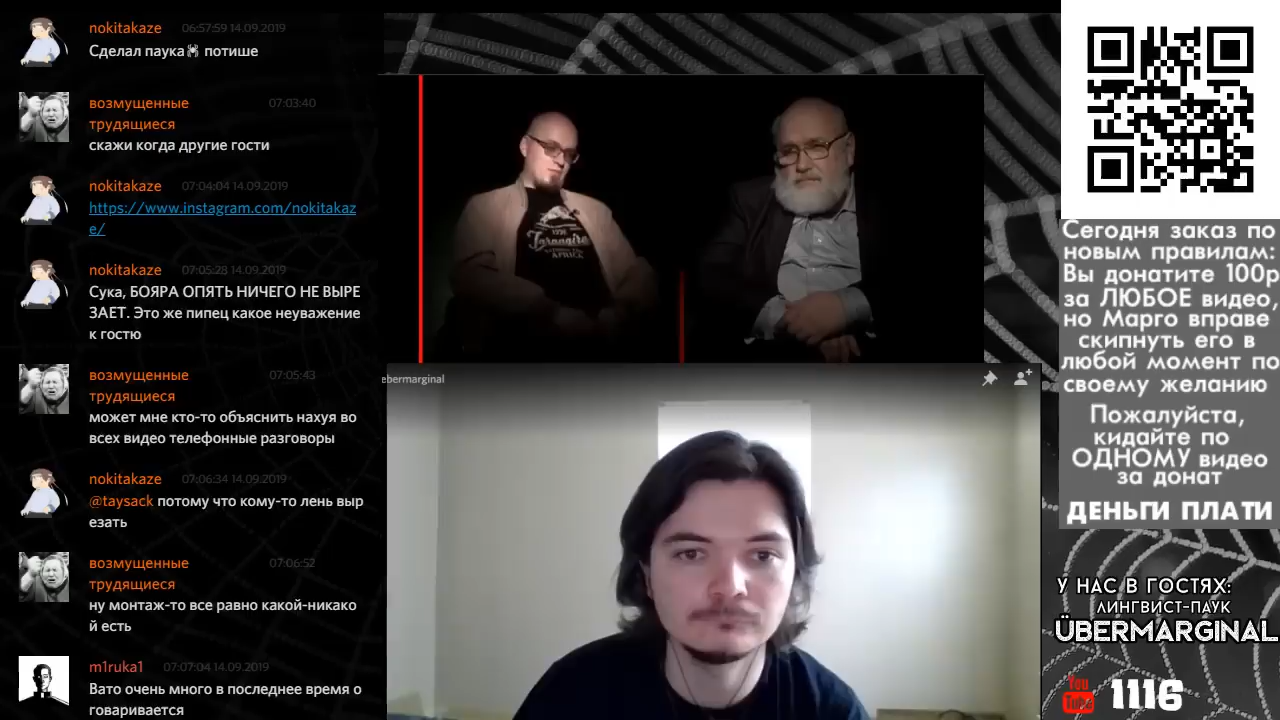 nokitakaze 06:57:59 14.09.2019
Сделал паука🕷 потише
возмущенные 07:03:40
трудящиеся
скажи когда другие гости
nokitakaze 07:04:04 14.09.2019
https://www.instagram.com/nokitakaz
e/
nokitakaze 07:05:28 14.09.2019
Сука, БОЯРА ОПЯТЬ НИЧЕГО НЕ ВЫРЕ
ЗАЕТ. Это же пипец какое неуважение
к гостю
возмущенные 07:05:43
трудящиеся
может мне кто-то объяснить нахуя во
всех видео телефонные разговоры
nokitakaze 07:06:34 14.09.2019
@taysack потому что кому-то лень выр
езать
возмущенные 07:06:52
трудящиеся
ну монтаж-то все равно какой-никако
й есть
m1ruka1 07:07:04 14.09.2019
Вато очень много в последнее время о
говаривается
ebermarginal
Сегодня заказ по
новым правилам:
Вы донатите 100р
за ЛЮБОЕ видео,
но Марго вправе
скипнуть его в
любой момент по
своему желанию
Пожалуйста,
кидайте по
ОДНОМУ видео
за донат
ДЕНЬГИ ПЛАТИ
У НАС В ГОСТЯХ:
ЛИНГВИСТ-ПАУК
ÜBERMARGINAL
You
Tube
1116